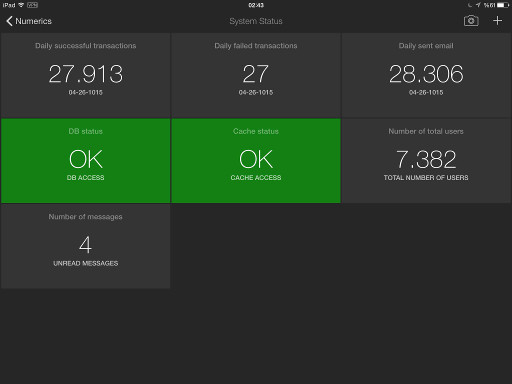 iPad VPN 02:43 %61
Numerics System Status
Daily successful transactions
27.913
04-26-1015
Daily failed transactions
27
04-26-1015
Daily sent email
28.306
04-26-1015
DB status
OK
DB ACCESS
Cache status
OK
CACHE ACCESS
Number of total users
7.382
TOTAL NUMBER OF USERS
Number of messages
4
UNREAD MESSAGES